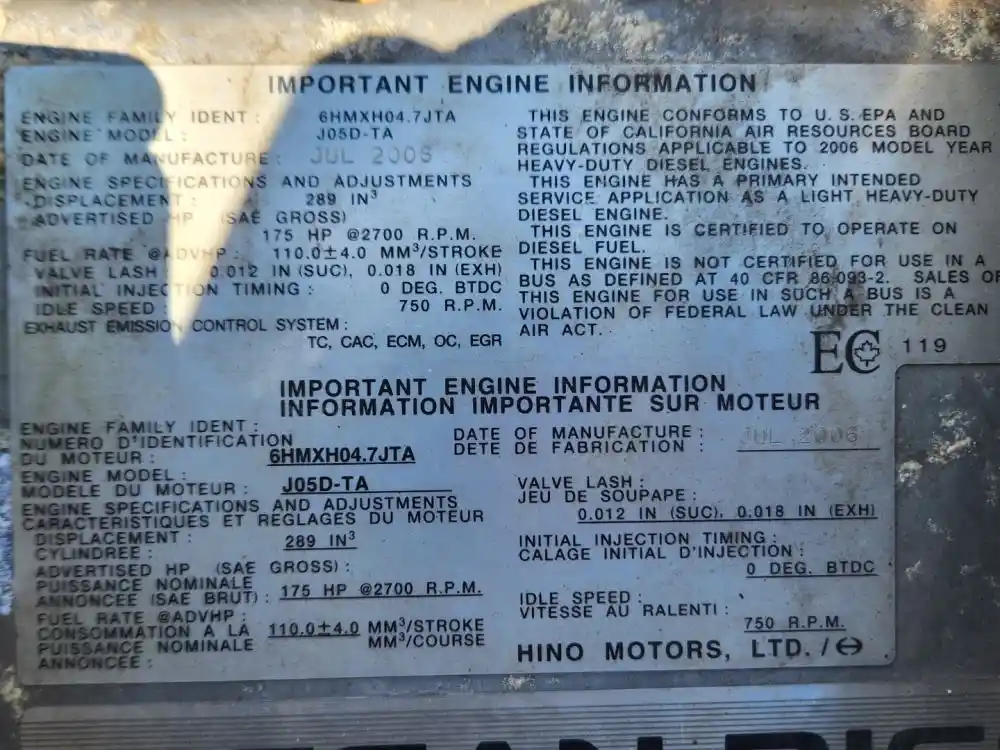 IMPORTANT ENGINE INFORMATION
ENGINE FAMILY IDENT : 6HMXH04.7JTA
ENGINE MODEL : J05D-TA
DATE OF MANUFACTURE : JUL 2006
ENGINE SPECIFICATIONS AND ADJUSTMENTS
DISPLACEMENT : 289 IN³
ADVERTISED HP (SAE GROSS)
175 HP @2700 R.P.M.
FUEL RATE @ADVHP : 110.0±4.0 MM³/STROKE
VALVE LASH : 0.012 IN (SUC), 0.018 IN (EXH)
INITIAL INJECTION TIMING : 0 DEG. BTDC
IDLE SPEED : 750 R.P.M.
EXHAUST EMISSION CONTROL SYSTEM :
TC, CAC, ECM, OC, EGR
THIS ENGINE CONFORMS TO U.S.EPA AND
STATE OF CALIFORNIA AIR RESOURCES BOARD
REGULATIONS APPLICABLE TO 2006 MODEL YEAR
HEAVY-DUTY DIESEL ENGINES.
THIS ENGINE HAS A PRIMARY INTENDED
SERVICE APPLICATION AS A LIGHT HEAVY-DUTY
DIESEL ENGINE.
THIS ENGINE IS CERTIFIED TO OPERATE ON
DIESEL FUEL.
THIS ENGINE IS NOT CERTIFIED FOR USE IN A
BUS AS DEFINED AT 40 CFR 86.093-2. SALES OF
THIS ENGINE FOR USE IN SUCH A BUS IS A
VIOLATION OF FEDERAL LAW UNDER THE CLEAN
AIR ACT.
EC 119
IMPORTANT ENGINE INFORMATION
INFORMATION IMPORTANTE SUR MOTEUR
ENGINE FAMILY IDENT :
NUMERO D'IDENTIFICATION
DU MOTEUR : 6HMXH04.7JTA
ENGINE MODEL :
MODELE DU MOTEUR : J05D-TA
ENGINE SPECIFICATIONS AND ADJUSTMENTS
CARACTERISTIQUES ET REGLAGES DU MOTEUR
DISPLACEMENT :
CYLINDREE : 289 IN³
ADVERTISED HP (SAE GROSS) :
PUISSANCE NOMINALE
ANNONCEE (SAE BRUT) : 175 HP @2700 R.P.M.
FUEL RATE @ADVHP :
CONSOMMATION A LA 110.0±4.0 MM³/STROKE
PUISSANCE NOMINALE MM³/COURSE
ANNONCEE :
DATE OF MANUFACTURE :
DETE DE FABRICATION : JUL 2006
VALVE LASH :
JEU DE SOUPAPE :
0.012 IN (SUC), 0.018 IN (EXH)
INITIAL INJECTION TIMING :
CALAGE INITIAL D'INJECTION :
0 DEG. BTDC
IDLE SPEED :
VITESSE AU RALENTI :
750 R.P.M.
HINO MOTORS, LTD. /